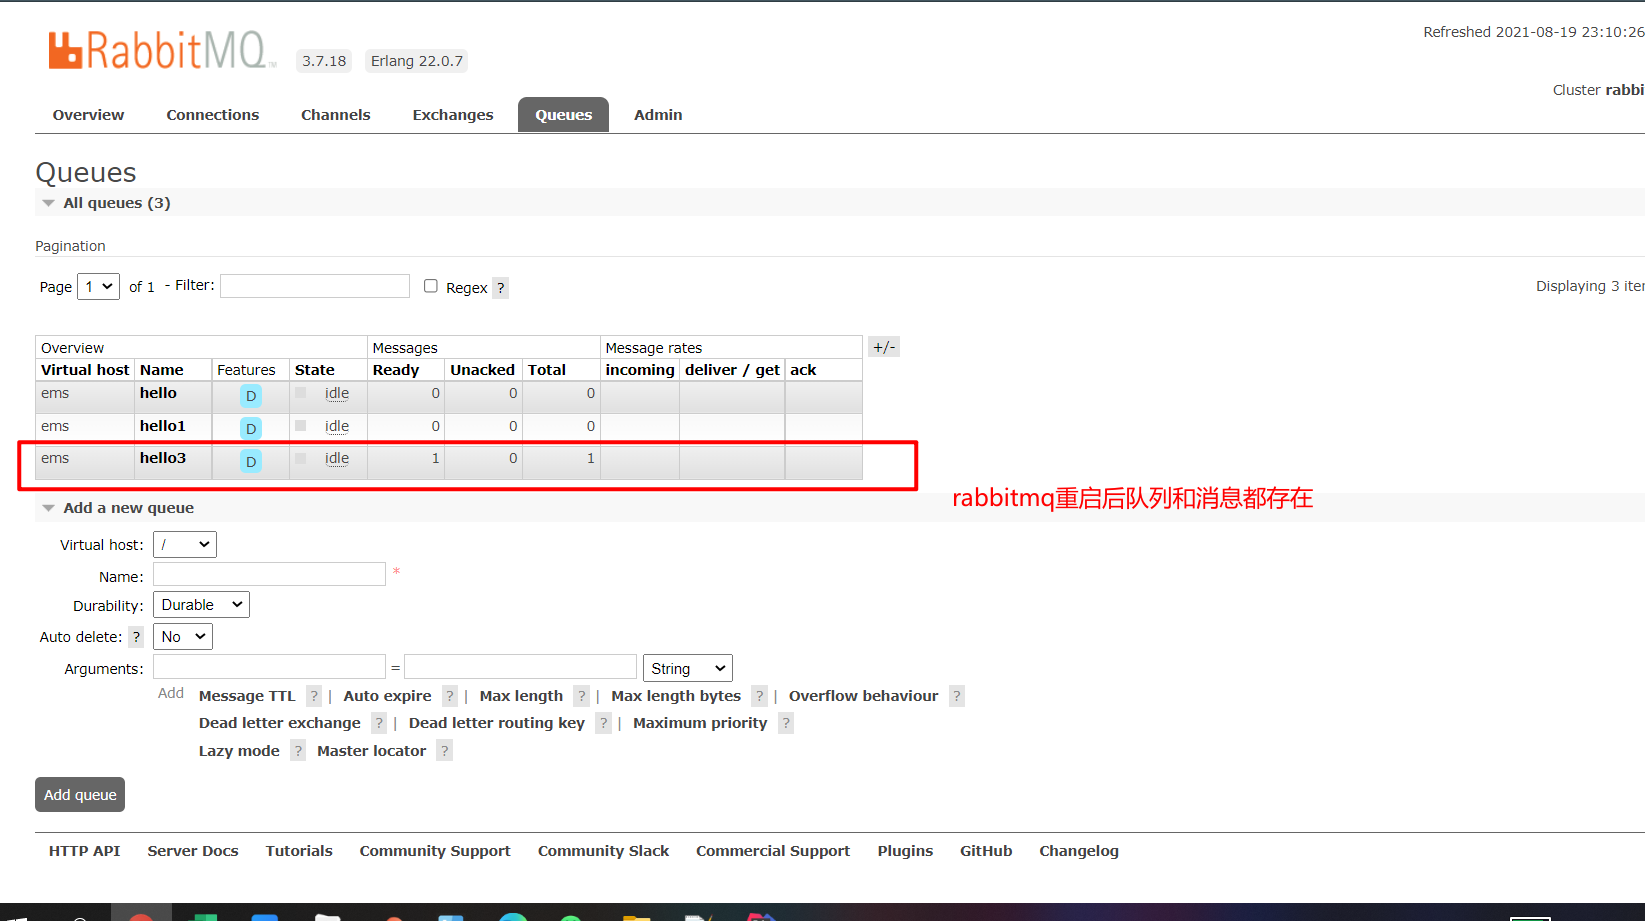 RabbitMQ TM 3.7.18 Erlang 22.0.7
Refreshed 2021-08-19 23:10:26
Cluster rabbi
Overview Connections Channels Exchanges Queues Admin
Queues
All queues (3)
Pagination
Page 1 of 1 - Filter: Regex ?
Displaying 3 iter
Overview Messages Message rates +/-
Virtual host Name Features State Ready Unacked Total incoming deliver / get ack
ems hello D idle 0 0 0
ems hello1 D idle 0 0 0
ems hello3 D idle 1 0 1
rabbitmq重启后队列和消息都存在
Add a new queue
Virtual host: /
Name: *
Durability: Durable
Auto delete: ? No
Arguments: = String
Add Message TTL ? | Auto expire ? | Max length ? | Max length bytes ? | Overflow behaviour ?
Dead letter exchange ? | Dead letter routing key ? | Maximum priority ?
Lazy mode ? Master locator ?
Add queue
HTTP API Server Docs Tutorials Community Support Community Slack Commercial Support Plugins GitHub Changelog